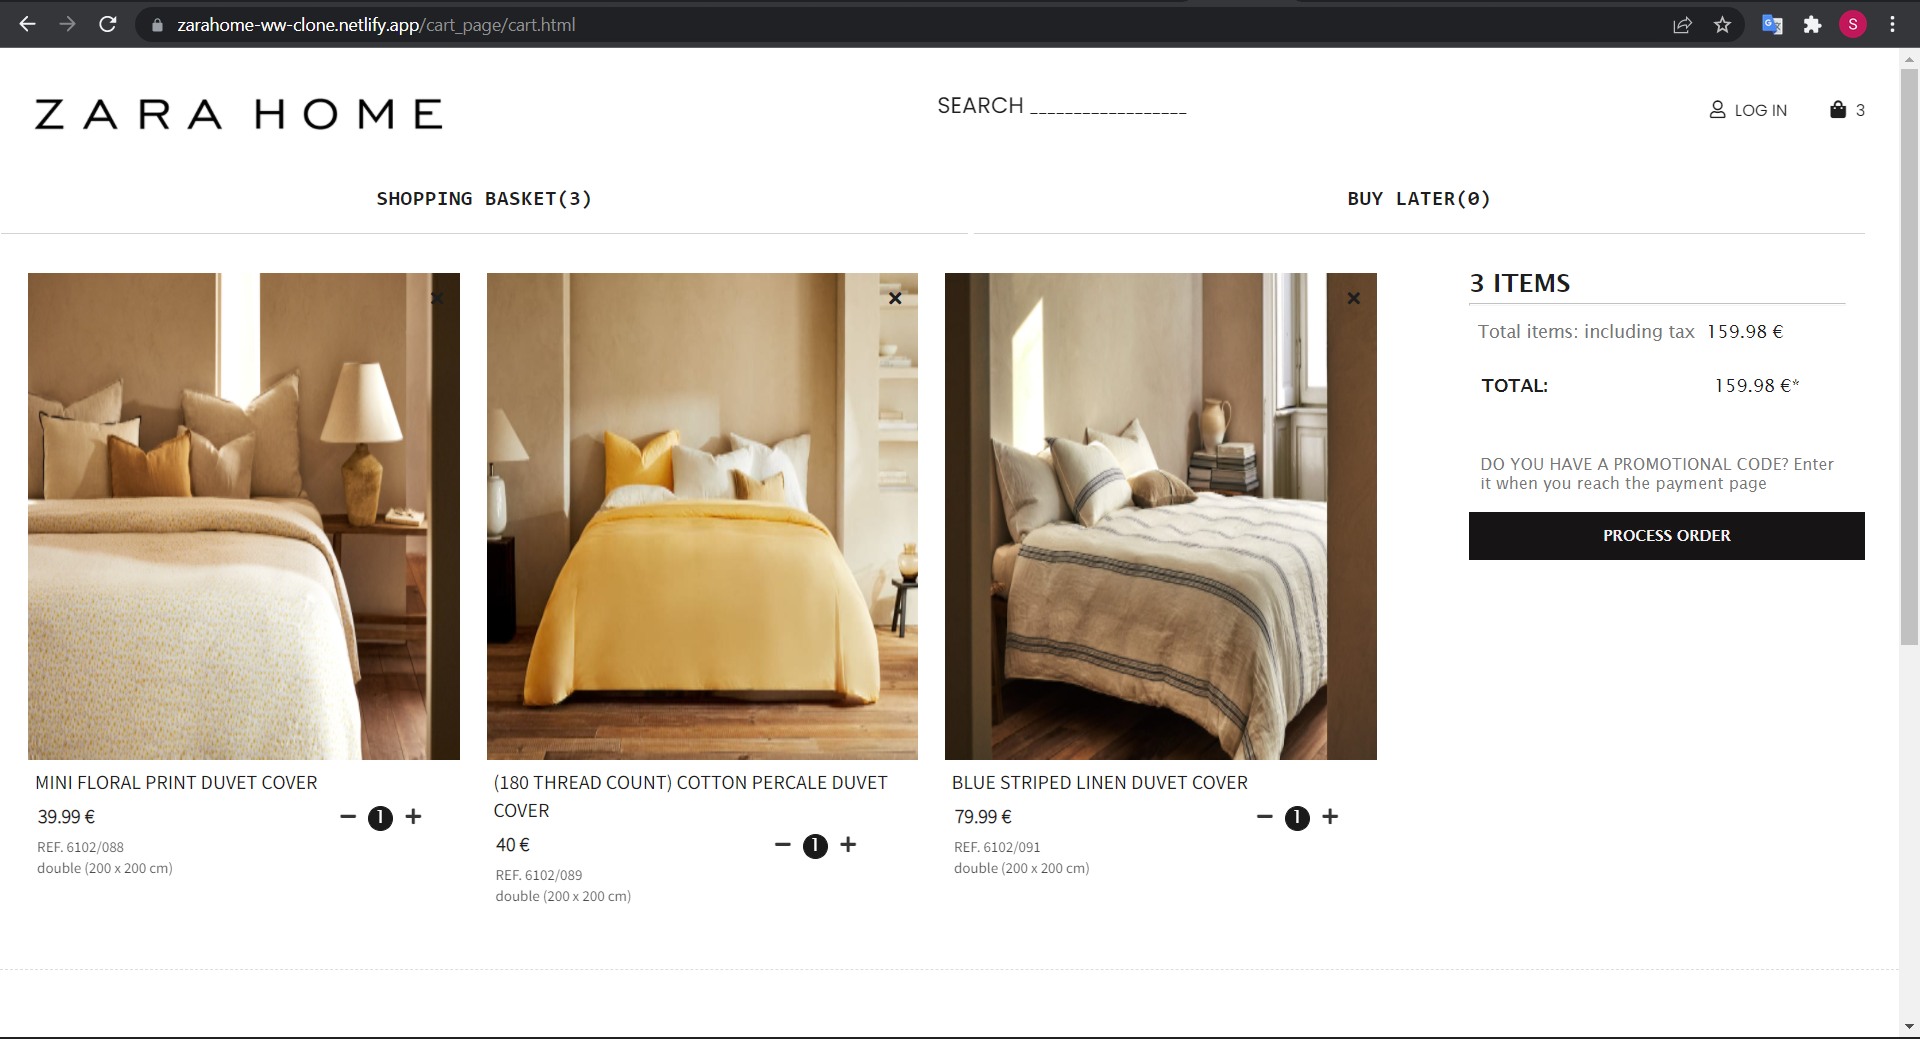 zarahome-ww-clone.netlify.app/cart_page/cart.html
S
ZARA HOME
SEARCH __________________
LOG IN
3
SHOPPING BASKET(3)
BUY LATER(0)
MINI FLORAL PRINT DUVET COVER
39.99 €
− 1 +
REF. 6102/088
double (200 x 200 cm)
(180 THREAD COUNT) COTTON PERCALE DUVET
COVER
40 €
− 1 +
REF. 6102/089
double (200 x 200 cm)
BLUE STRIPED LINEN DUVET COVER
79.99 €
− 1 +
REF. 6102/091
double (200 x 200 cm)
3 ITEMS
Total items: including tax 159.98 €
TOTAL: 159.98 €*
DO YOU HAVE A PROMOTIONAL CODE? Enter
it when you reach the payment page
PROCESS ORDER